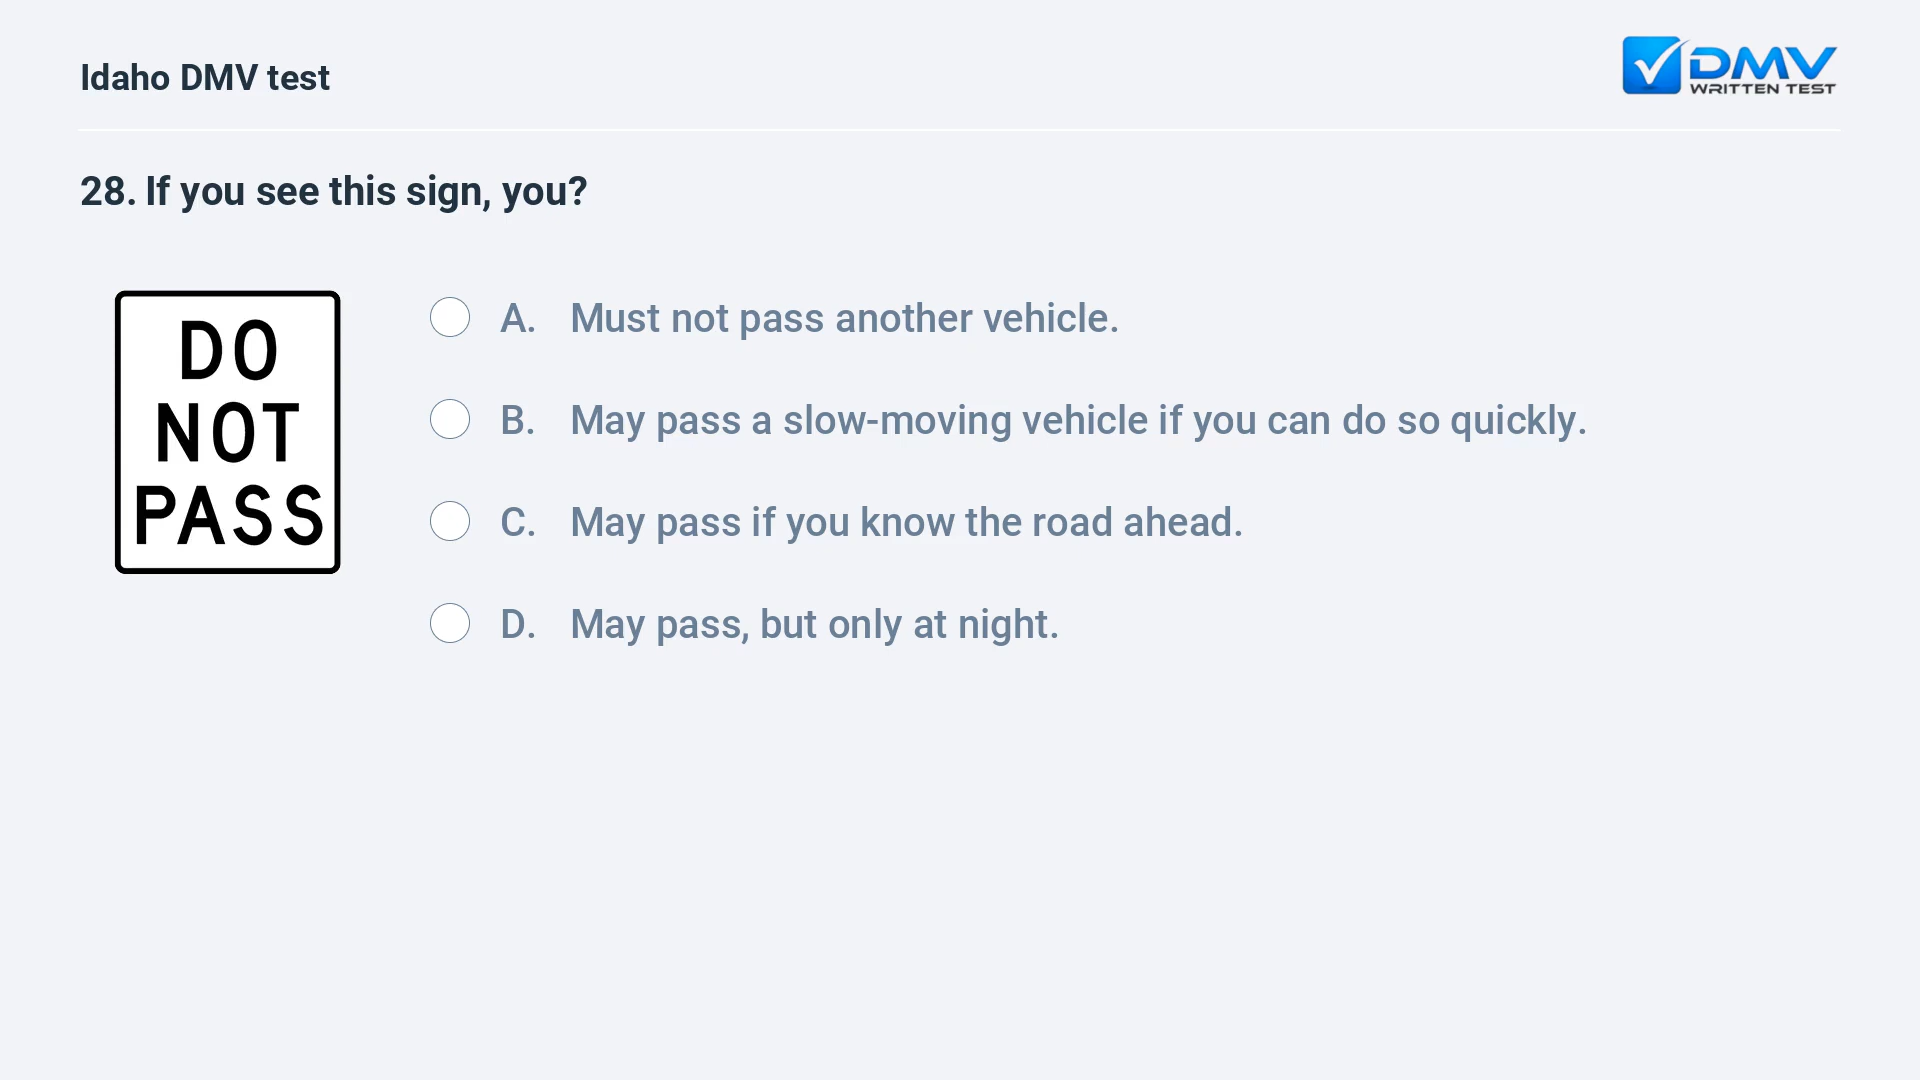 Idaho DMV test
DMV
WRITTEN TEST
28. If you see this sign, you?
DO
NOT
PASS
A. Must not pass another vehicle.
B. May pass a slow-moving vehicle if you can do so quickly.
C. May pass if you know the road ahead.
D. May pass, but only at night.